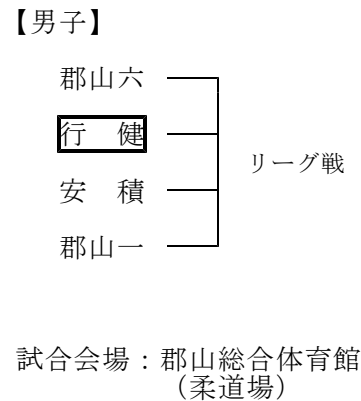 【男子】
郡山六
行　健
リーグ戦
安　積
郡山一
試合会場：郡山総合体育館
（柔道場）